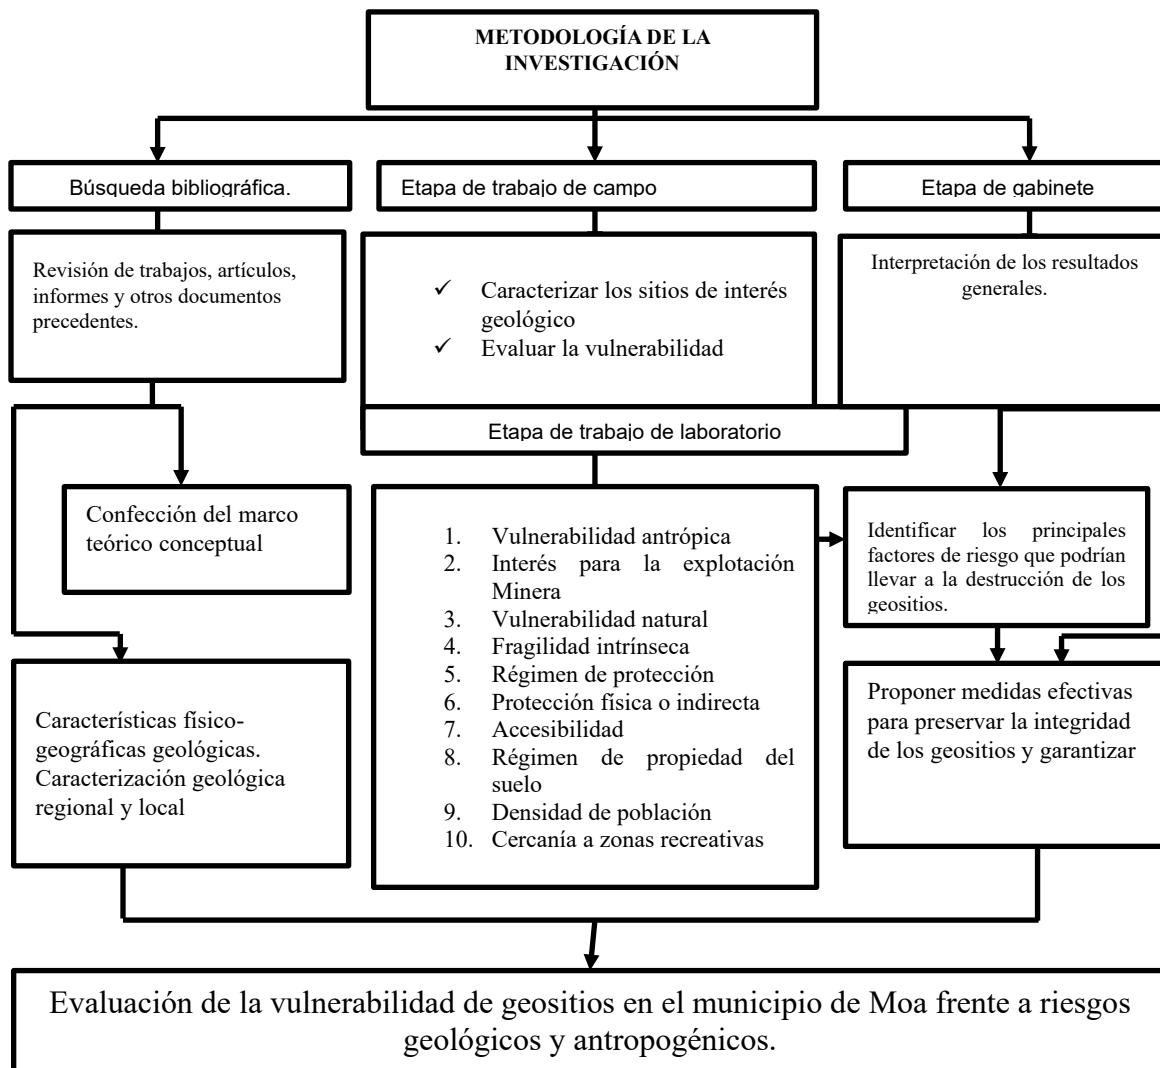 METODOLOGÍA DE LA
INVESTIGACIÓN
Búsqueda bibliográfica.
Etapa de trabajo de campo
Etapa de gabinete
Revisión de trabajos, artículos,
informes y otros documentos
precedentes.
✓ Caracterizar los sitios de interés
geológico
✓ Evaluar la vulnerabilidad
Interpretación de los resultados
generales.
Etapa de trabajo de laboratorio
Confección del marco
teórico conceptual
1. Vulnerabilidad antrópica
2. Interés para la explotación
Minera
3. Vulnerabilidad natural
4. Fragilidad intrínseca
5. Régimen de protección
6. Protección física o indirecta
7. Accesibilidad
8. Régimen de propiedad del
suelo
9. Densidad de población
10. Cercanía a zonas recreativas
Identificar los principales
factores de riesgo que podrían
llevar a la destrucción de los
geositios.
Características físico-
geográficas geológicas.
Caracterización geológica
regional y local
Proponer medidas efectivas
para preservar la integridad
de los geositios y garantizar
Evaluación de la vulnerabilidad de geositios en el municipio de Moa frente a riesgos
geológicos y antropogénicos.